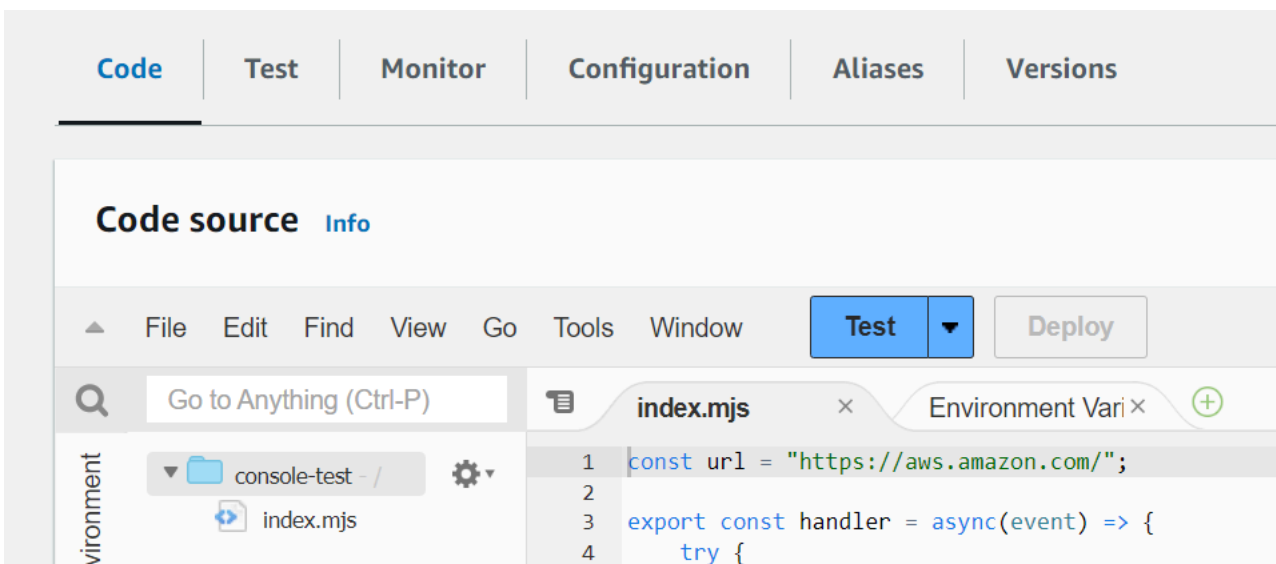 Code Test Monitor Configuration Aliases Versions
Code source Info
File Edit Find View Go Tools Window Test Deploy
Go to Anything (Ctrl-P) index.mjs × Environment Vari×
console-test - / 1 const url = "https://aws.amazon.com/";
2
index.mjs 3 export const handler = async(event) => {
4 try {